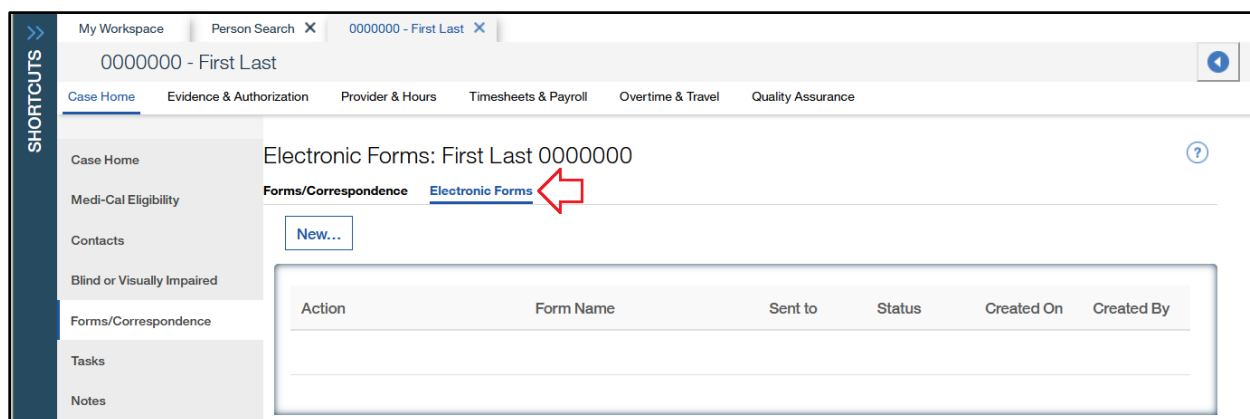 My Workspace Person Search X 0000000 - First Last X
SHORTCUTS
0000000 - First Last
Case Home Evidence & Authorization Provider & Hours Timesheets & Payroll Overtime & Travel Quality Assurance
Case Home
Medi-Cal Eligibility
Contacts
Blind or Visually Impaired
Forms/Correspondence
Tasks
Notes
Electronic Forms: First Last 0000000
?
Forms/Correspondence Electronic Forms
New...
Action Form Name Sent to Status Created On Created By